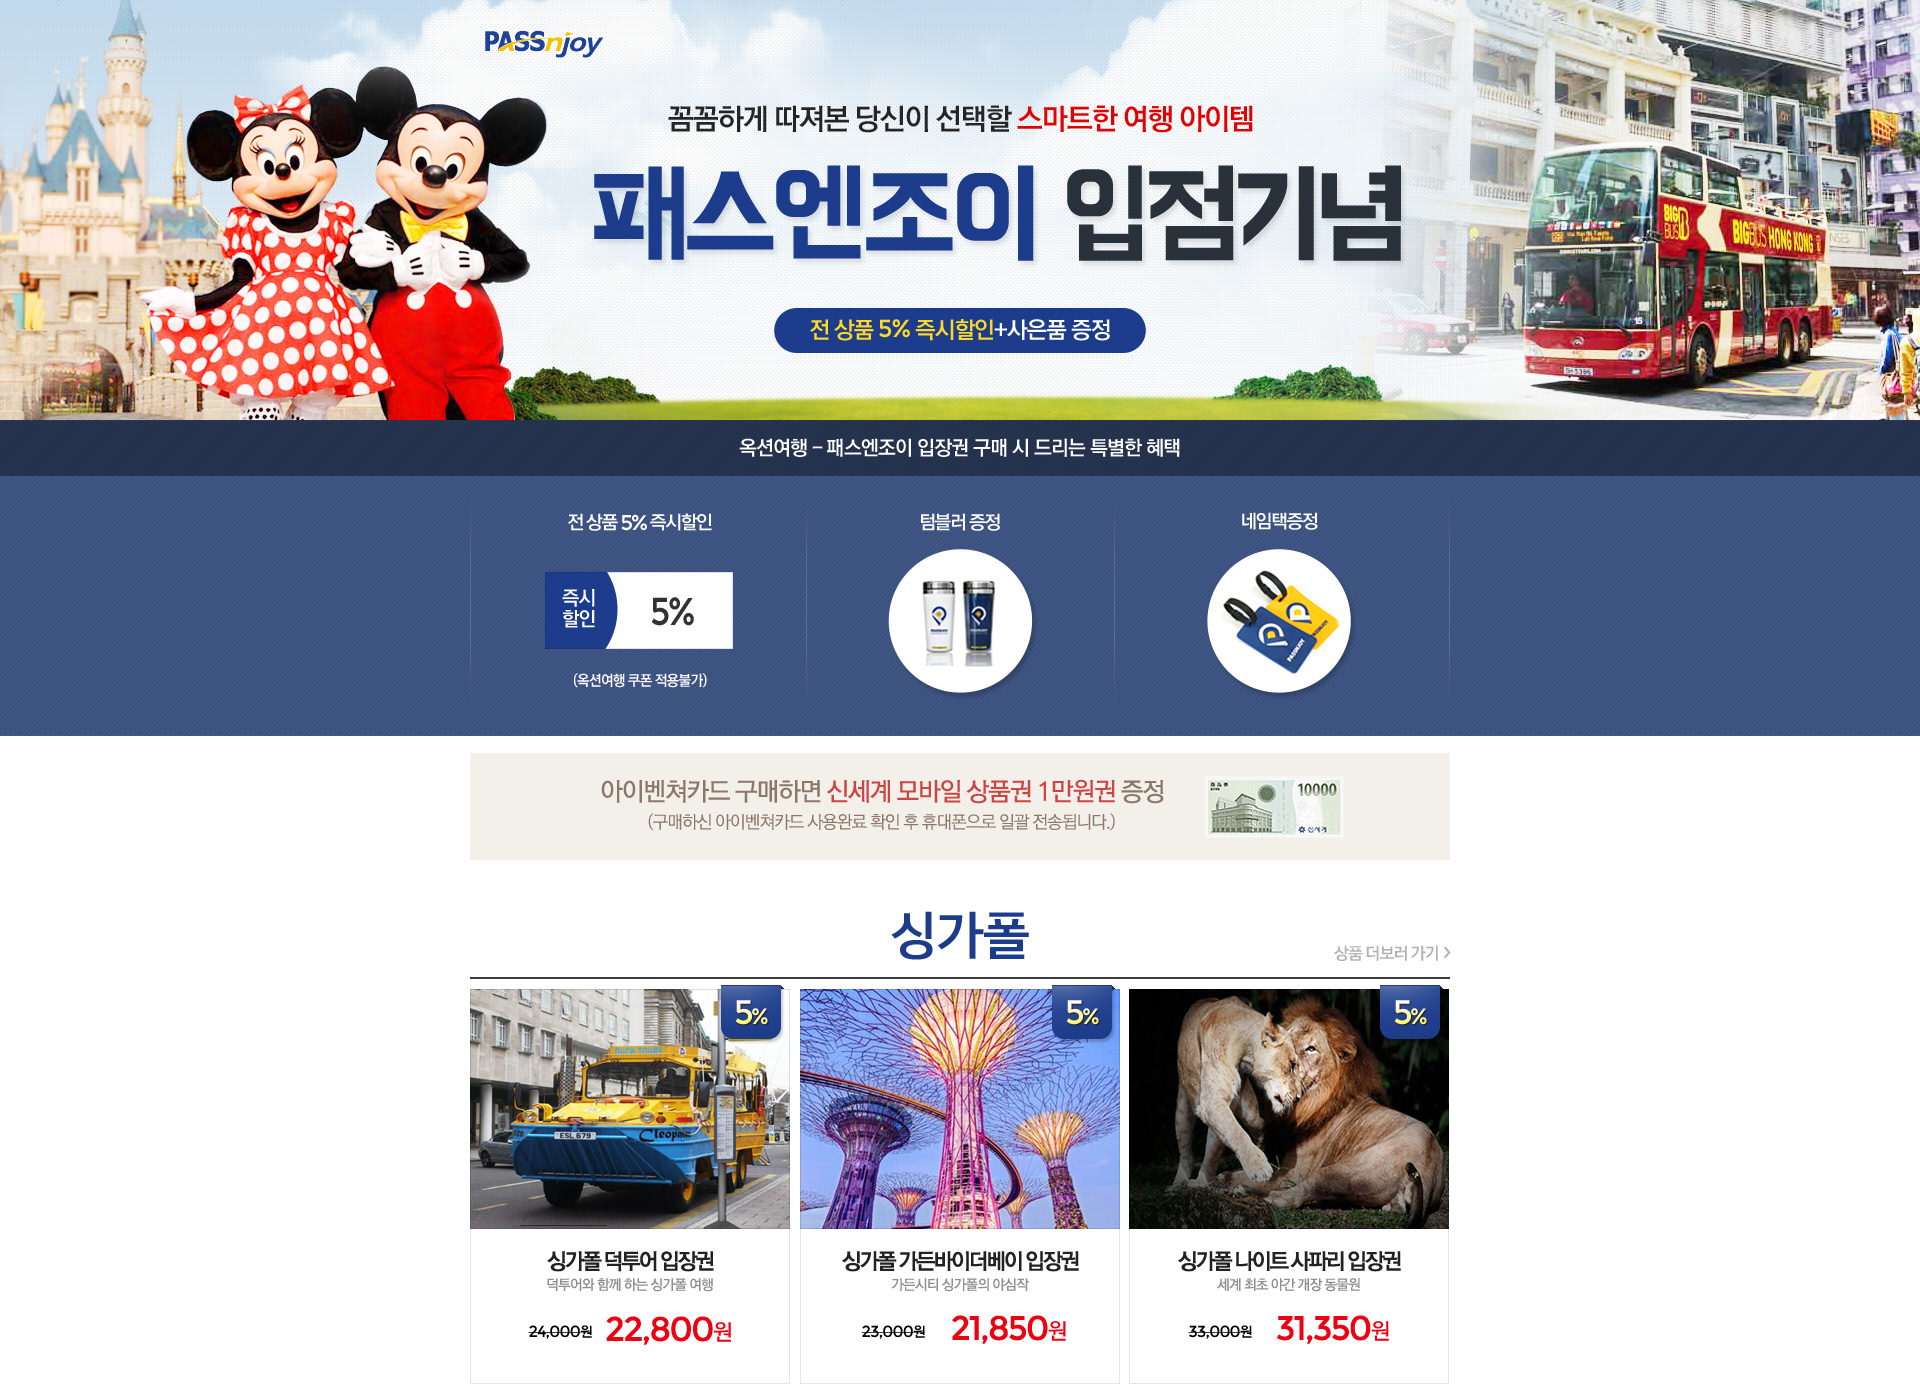 PASSnjoy
꼼꼼하게 따져본 당신이 선택할 스마트한 여행 아이템
패스엔조이 입점기념
전 상품 5% 즉시할인+사은품 증정
BIG BUS
BIGBUS HONG KONG
옥션여행 – 패스엔조이 입장권 구매 시 드리는 특별한 혜택
전 상품 5% 즉시할인
즉시
할인
5%
(옥션여행 쿠폰 적용불가)
텀블러 증정
네임택증정
PASSNJOY
아이벤쳐카드 구매하면 신세계 모바일 상품권 1만원권 증정
(구매하신 아이벤쳐카드 사용완료 확인 후 휴대폰으로 일괄 전송됩니다.)
상품권
10000
신세계
싱가폴
상품 더보러 가기 >
5%
DUCK TOURS
ESL 679
Cleopatra
싱가폴 덕투어 입장권
덕투어와 함께 하는 싱가폴 여행
24,000원 22,800원
5%
싱가폴 가든바이더베이 입장권
가든시티 싱가폴의 야심작
23,000원 21,850원
5%
싱가폴 나이트 사파리 입장권
세계 최초 야간 개장 동물원
33,000원 31,350원